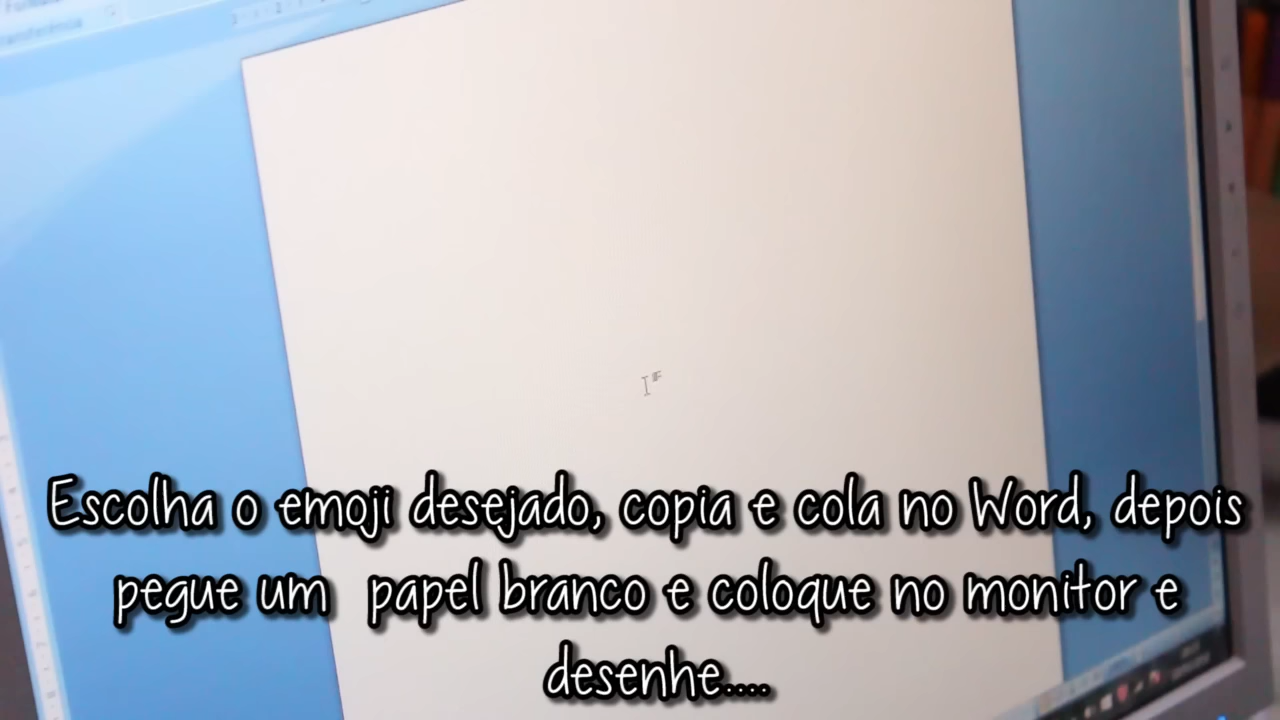 Escolha o emoji desejado, copia e cola no Word, depois
pegue um papel branco e coloque no monitor e
desenhe....